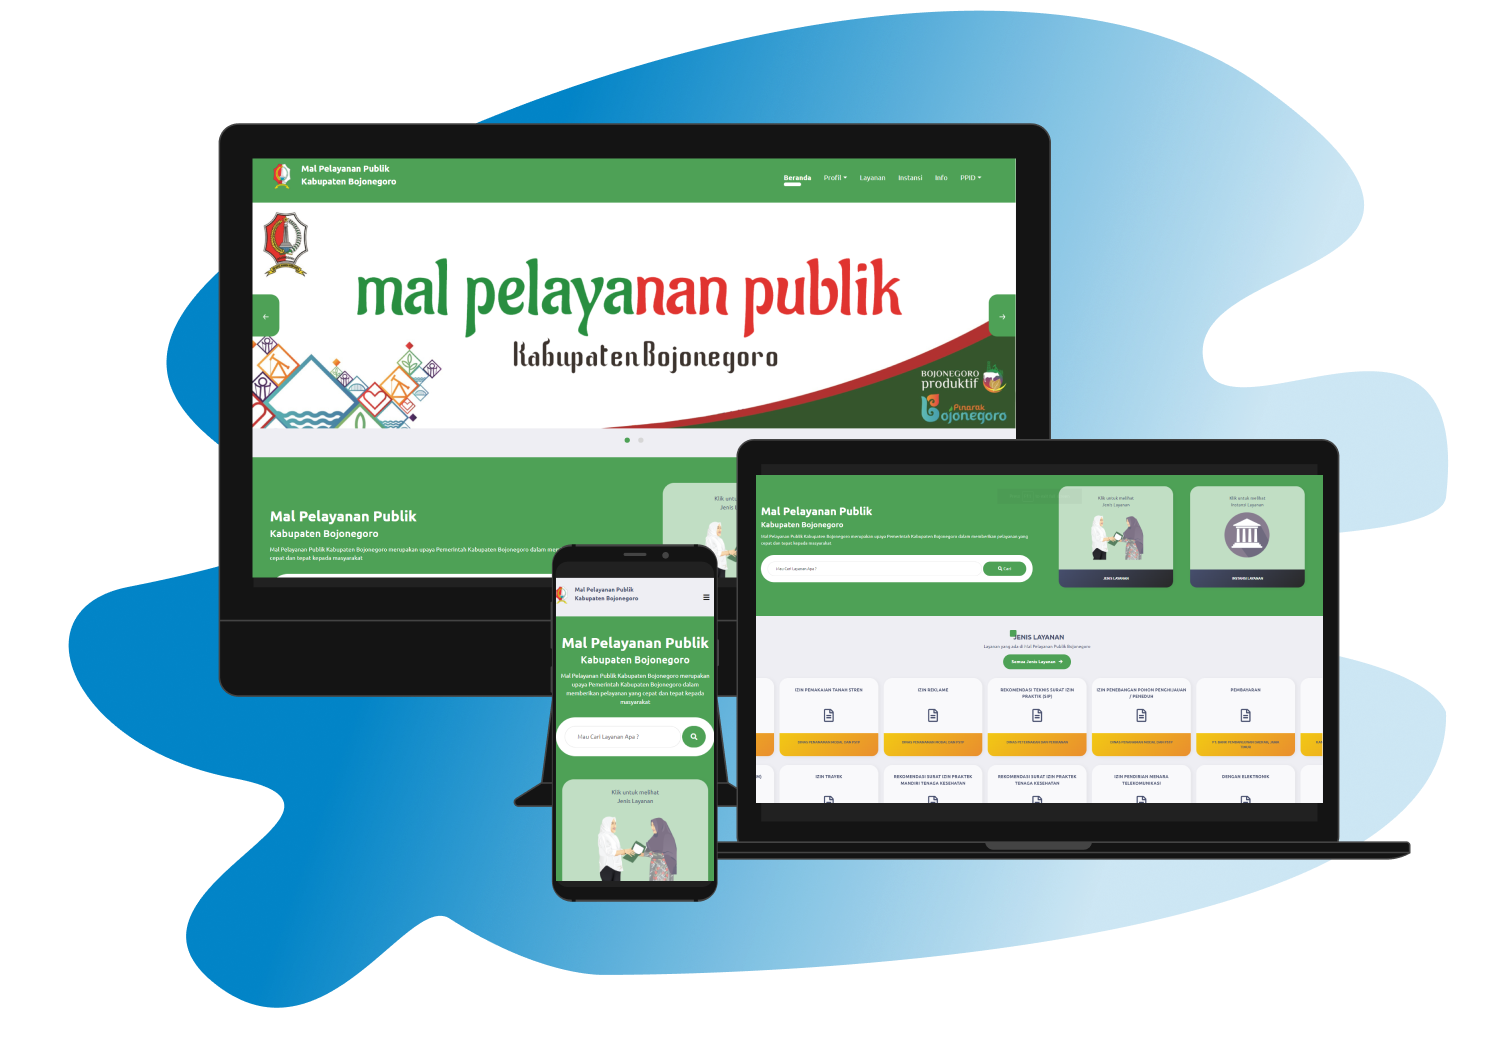 Mal Pelayanan Publik
Kabupaten Bojonegoro
Beranda Profil Layanan Instansi Info PPID
mal pelayanan publik
Kabupaten Bojonegoro
BOJONEGORO
produktif
Pinarak
Bojonegoro
Klik untuk
Jenis
Mal Pelayanan Publik
Kabupaten Bojonegoro
Mal Pelayanan Publik Kabupaten Bojonegoro merupakan upaya Pemerintah Kabupaten Bojonegoro dalam mem
cepat dan tepat kepada masyarakat
Mal Pelayanan Publik
Kabupaten Bojonegoro
Mal Pelayanan Publik
Kabupaten Bojonegoro
Mal Pelayanan Publik Kabupaten Bojonegoro merupakan
upaya Pemerintah Kabupaten Bojonegoro dalam
memberikan pelayanan yang cepat dan tepat kepada
masyarakat
Mau Cari Layanan Apa ?
Klik untuk melihat
Jenis Layanan
Mal Pelayanan Publik
Kabupaten Bojonegoro
Mal Pelayanan Publik Kabupaten Bojonegoro merupakan upaya Pemerintah Kabupaten Bojonegoro dalam memberikan pelayanan yang
cepat dan tepat kepada masyarakat
Mau Cari Layanan Apa ?
Cari
Klik untuk melihat
Jenis Layanan
JENIS LAYANAN
Klik untuk melihat
Instansi Layanan
INSTANSI LAYANAN
JENIS LAYANAN
Layanan yang ada di Mal Pelayanan Publik Bojonegoro
Semua Jenis Layanan
IZIN PEMAKAIAN TANAH STREN
IZIN REKLAME
REKOMENDASI TEKNIS SURAT IZIN
PRAKTIK (SIP)
IZIN PENEBANGAN POHON PENGHIJAUAN
/ PENEDUH
PEMBAYARAN
IZIN TRAYEK
REKOMENDASI SURAT IZIN PRAKTEK
MANDIRI TENAGA KESEHATAN
REKOMENDASI SURAT IZIN PRAKTEK
TENAGA KESEHATAN
IZIN PENDIRIAN MENARA
TELEKOMUNIKASI
DENGAN ELEKTRONIK